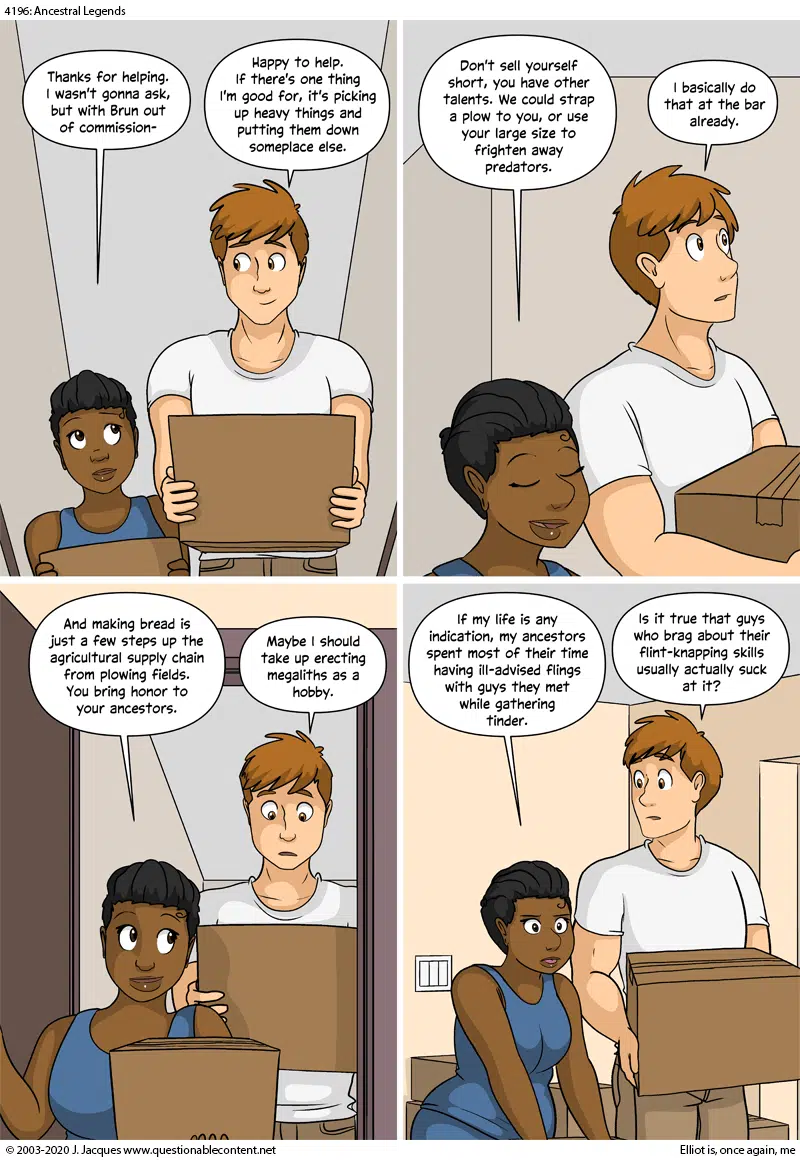 4196: Ancestral Legends
Thanks for helping.
I wasn't gonna ask,
but with Brun out
of commission-
Happy to help.
If there's one thing
I'm good for, it's picking
up heavy things and
putting them down
someplace else.
Don't sell yourself
short, you have other
talents. We could strap
a plow to you, or use
your large size to
frighten away
predators.
I basically do
that at the bar
already.
And making bread is
just a few steps up the
agricultural supply chain
from plowing fields.
You bring honor to
your ancestors.
Maybe I should
take up erecting
megaliths as a
hobby.
If my life is any
indication, my ancestors
spent most of their time
having ill-advised flings
with guys they met
while gathering
tinder.
Is it true that guys
who brag about their
flint-knapping skills
usually actually suck
at it?
© 2003-2020 J. Jacques www.questionablecontent.net
Elliot is, once again, me